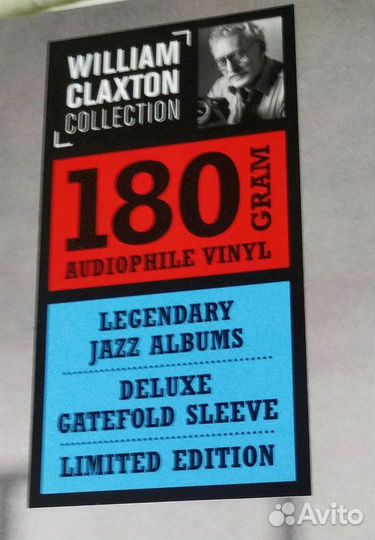 WILLIAM
CLAXTON
COLLECTION
180 GRAM
AUDIOPHILE VINYL
LEGENDARY
JAZZ ALBUMS
DELUXE
GATEFOLD SLEEVE
LIMITED EDITION
Avito